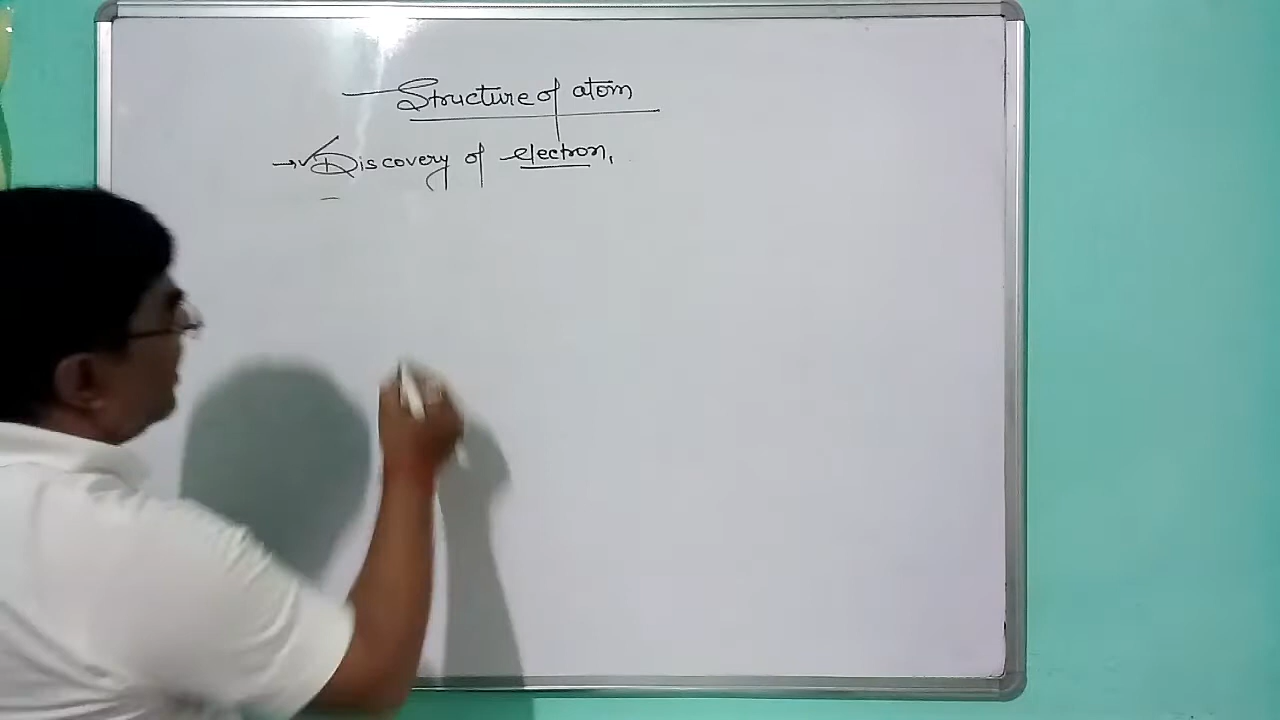 Structure of atom
→ ✓ Discovery of electron,